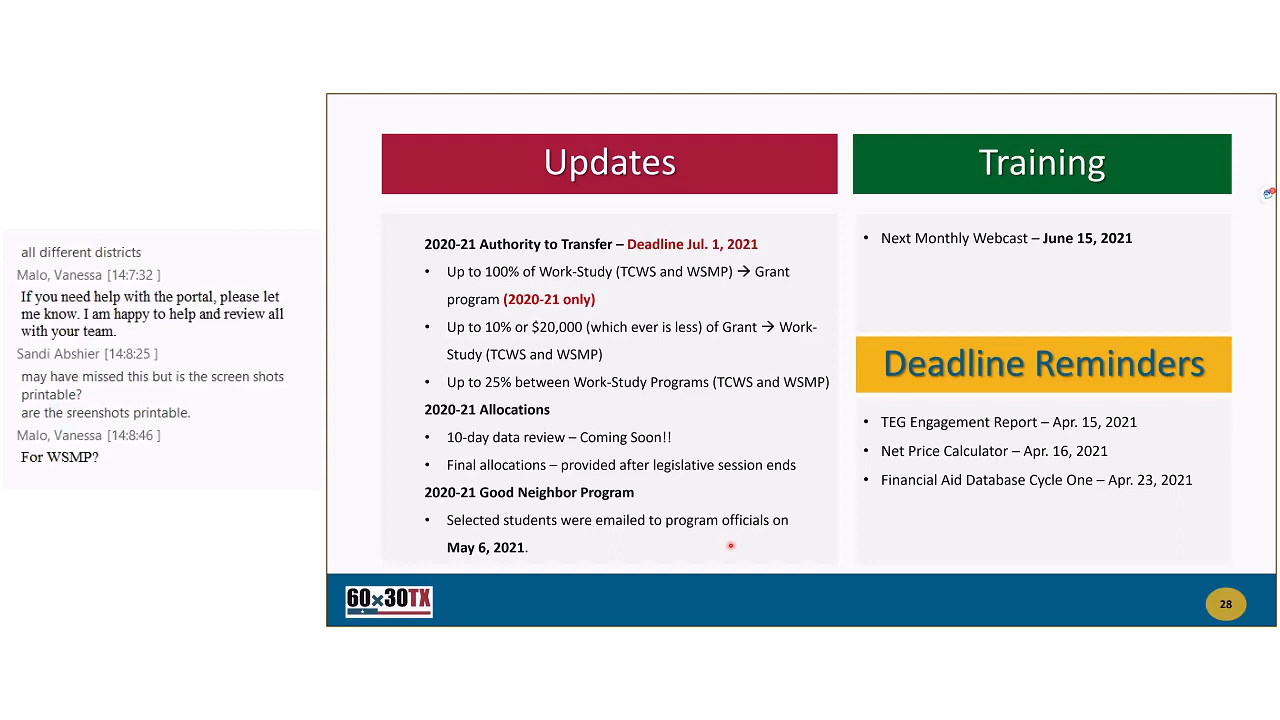 all different districts
Malo, Vanessa [14:7:32 ]
If you need help with the portal, please let
me know. I am happy to help and review all
with your team.
Sandi Abshier [14:8:25 ]
may have missed this but is the screen shots
printable?
are the sreenshots printable.
Malo, Vanessa [14:8:46 ]
For WSMP?
Updates
2020-21 Authority to Transfer – Deadline Jul. 1, 2021
• Up to 100% of Work-Study (TCWS and WSMP) → Grant
program (2020-21 only)
• Up to 10% or $20,000 (which ever is less) of Grant → Work-
Study (TCWS and WSMP)
• Up to 25% between Work-Study Programs (TCWS and WSMP)
2020-21 Allocations
• 10-day data review – Coming Soon!!
• Final allocations – provided after legislative session ends
2020-21 Good Neighbor Program
• Selected students were emailed to program officials on
May 6, 2021.
Training
• Next Monthly Webcast – June 15, 2021
Deadline Reminders
• TEG Engagement Report – Apr. 15, 2021
• Net Price Calculator – Apr. 16, 2021
• Financial Aid Database Cycle One – Apr. 23, 2021
60x30TX
28